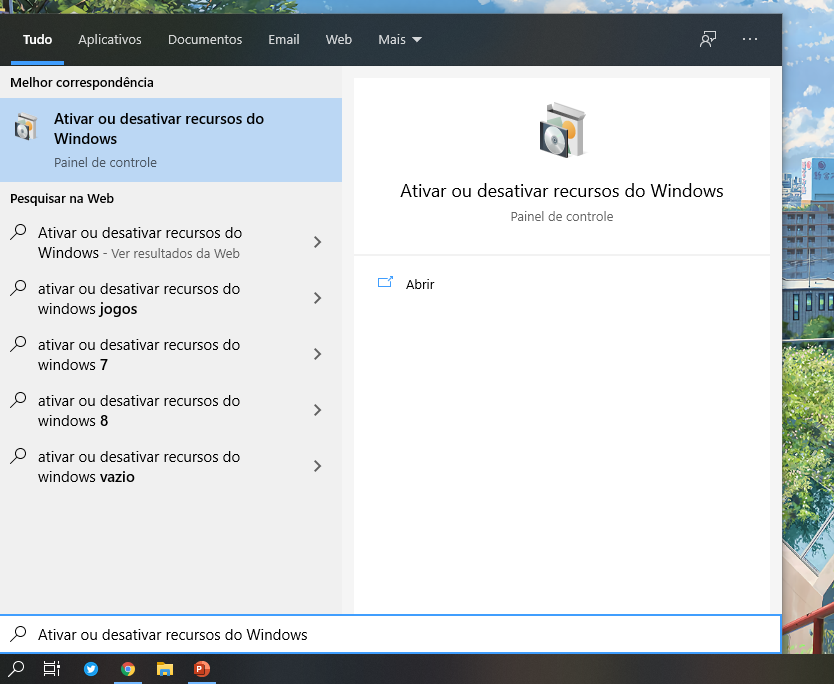 Tudo Aplicativos Documentos Email Web Mais
Melhor correspondência
Ativar ou desativar recursos do
Windows
Painel de controle
Pesquisar na Web
Ativar ou desativar recursos do
Windows - Ver resultados da Web
ativar ou desativar recursos do
windows jogos
ativar ou desativar recursos do
windows 7
ativar ou desativar recursos do
windows 8
ativar ou desativar recursos do
windows vazio
Ativar ou desativar recursos do Windows
Painel de controle
Abrir
Ativar ou desativar recursos do Windows